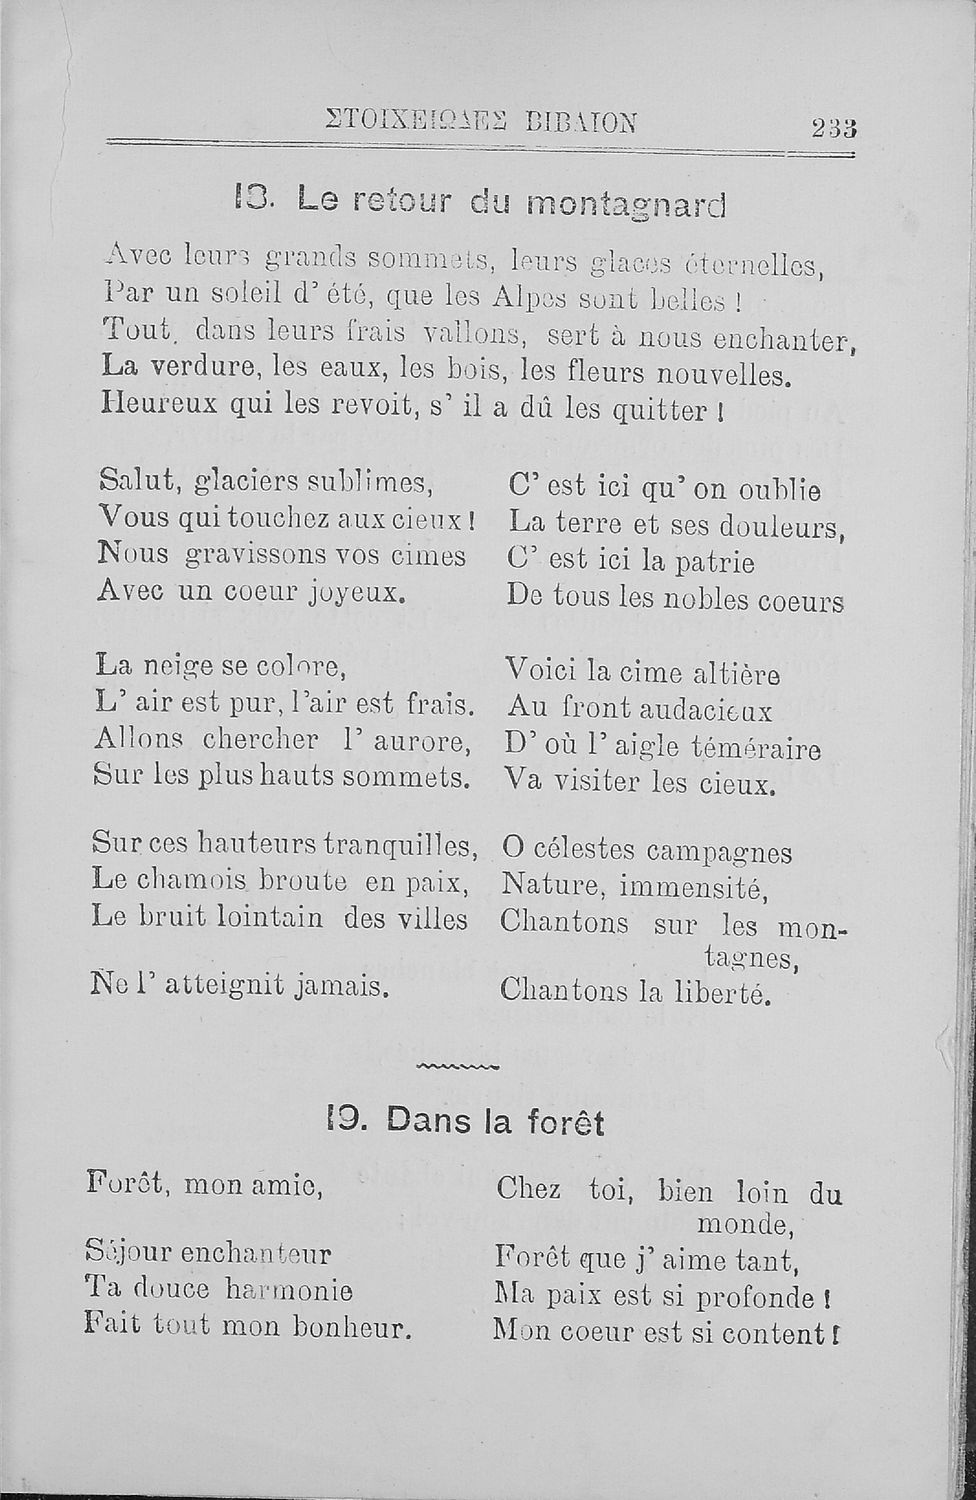 ΣΤΟΙΧΕΙΩΔΕΣ ΒΙΒΛΙΟΝ 233
18. Le retour du montagnard
Avec leurs grands sommets, leurs glaces éternelles,
Par un soleil d' été, que les Alpes sont belles !
Tout, dans leurs frais vallons, sert à nous enchanter,
La verdure, les eaux, les bois, les fleurs nouvelles.
Heureux qui les revoit, s' il a dû les quitter !
Salut, glaciers sublimes,
Vous qui touchez aux cieux !
Nous gravissons vos cimes
Avec un coeur joyeux.
C' est ici qu' on oublie
La terre et ses douleurs,
C' est ici la patrie
De tous les nobles coeurs
La neige se colore,
L' air est pur, l'air est frais.
Allons chercher l' aurore,
Sur les plus hauts sommets.
Voici la cime altière
Au front audacieux
D' où l' aigle téméraire
Va visiter les cieux.
Sur ces hauteurs tranquilles,
Le chamois broute en paix,
Le bruit lointain des villes
Ne l' atteignit jamais.
O célestes campagnes
Nature, immensité,
Chantons sur les mon-
tagnes,
Chantons la liberté.
19. Dans la forêt
Forêt, mon amie,
Séjour enchanteur
Ta douce harmonie
Fait tout mon bonheur.
Chez toi, bien loin du
monde,
Forêt que j' aime tant,
Ma paix est si profonde !
Mon coeur est si content !